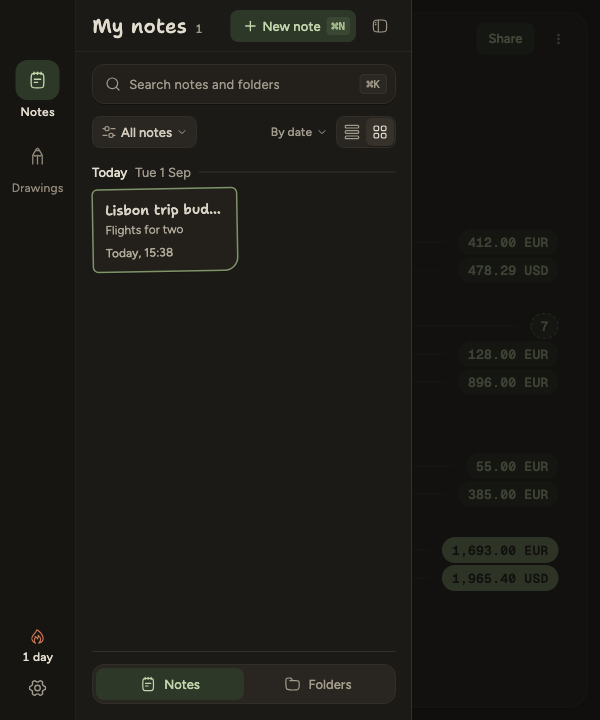 My notes 1
New note ⌘N
Share
Search notes and folders ⌘K
Notes
All notes
By date
Drawings
Today Tue 1 Sep
Lisbon trip bud...
Flights for two
Today, 15:38
412.00 EUR
478.29 USD
7
128.00 EUR
896.00 EUR
55.00 EUR
385.00 EUR
1,693.00 EUR
1,965.40 USD
1 day
Notes
Folders